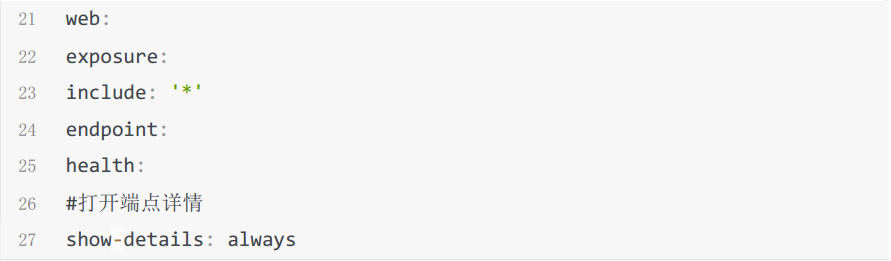 21 web:
22 exposure:
23 include: '*'
24 endpoint:
25 health:
26 #打开端点详情
27 show-details: always